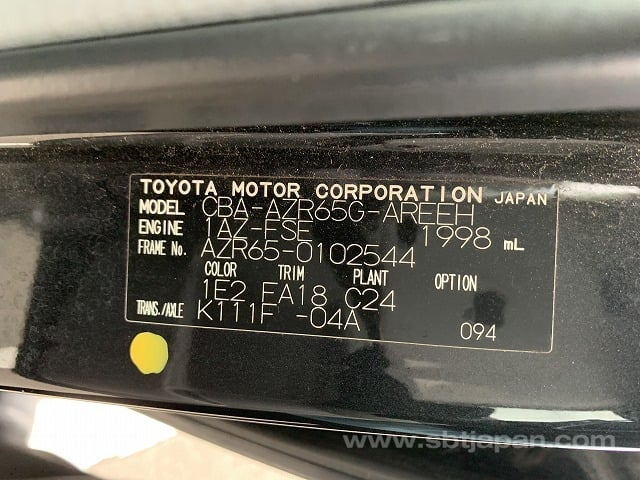 TOYOTA MOTOR CORPORATION JAPAN
MODEL CBA-AZR65G-AREEH
ENGINE 1AZ-FSE 1998 mL
FRAME No. AZR65-0102544
COLOR TRIM PLANT OPTION
1E2 FA18 C24
TRANS./AXLE K111F -04A 094
www.sbtjapan.com